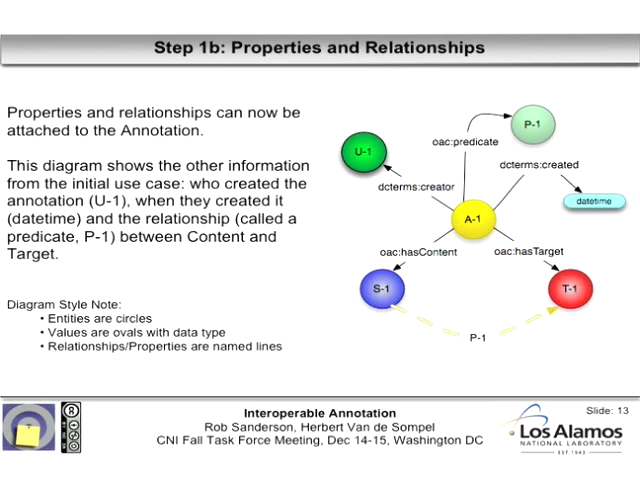 Step 1b: Properties and Relationships
Properties and relationships can now be
attached to the Annotation.
This diagram shows the other information
from the initial use case: who created the
annotation (U-1), when they created it
(datetime) and the relationship (called a
predicate, P-1) between Content and
Target.
Diagram Style Note:
• Entities are circles
• Values are ovals with data type
• Relationships/Properties are named lines
P-1
oac:predicate
U-1
dcterms:created
dcterms:creator
datetime
A-1
oac:hasContent
oac:hasTarget
S-1
T-1
P-1
Interoperable Annotation
Rob Sanderson, Herbert Van de Sompel
CNI Fall Task Force Meeting, Dec 14-15, Washington DC
Slide: 13
Los Alamos
NATIONAL LABORATORY
EST.1943